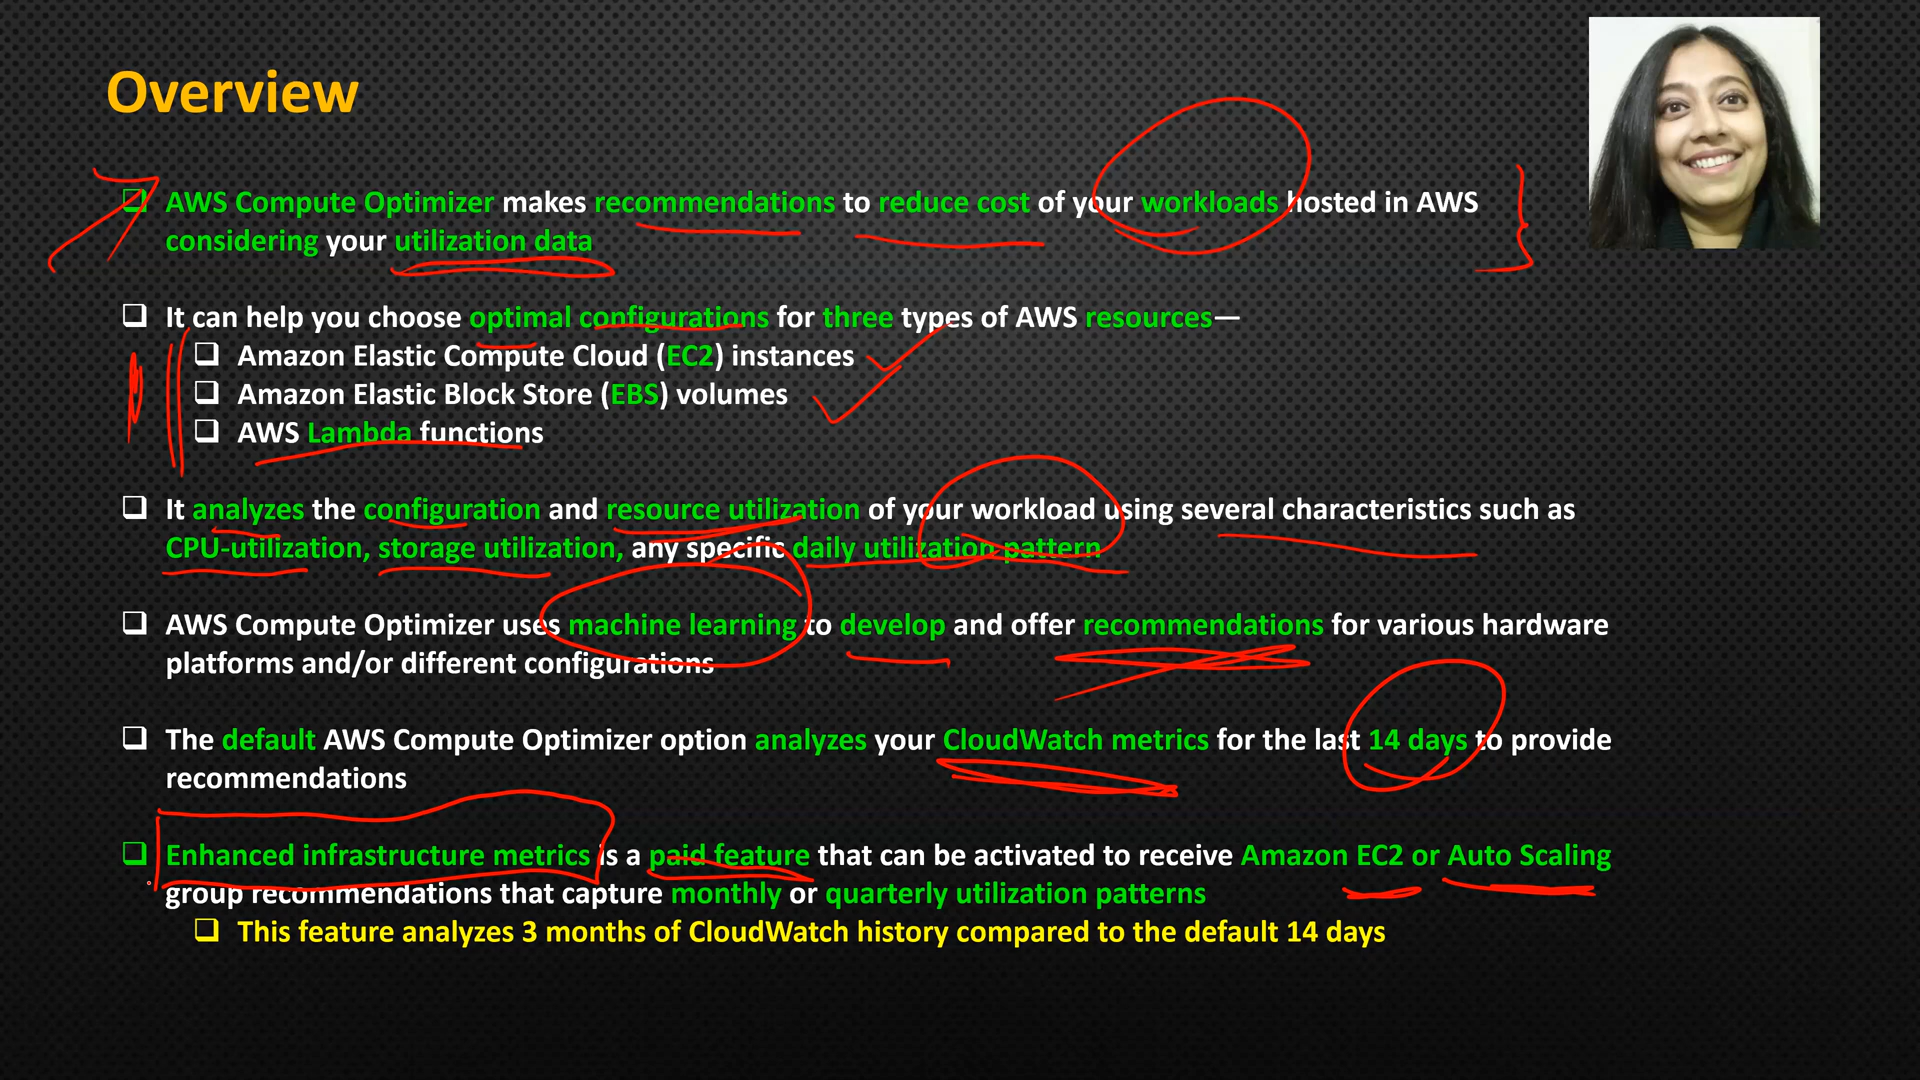 Overview
AWS Compute Optimizer makes recommendations to reduce cost of your workloads hosted in AWS
considering your utilization data
It can help you choose optimal configurations for three types of AWS resources—
Amazon Elastic Compute Cloud (EC2) instances
Amazon Elastic Block Store (EBS) volumes
AWS Lambda functions
It analyzes the configuration and resource utilization of your workload using several characteristics such as
CPU-utilization, storage utilization, any specific daily utilization pattern
AWS Compute Optimizer uses machine learning to develop and offer recommendations for various hardware
platforms and/or different configurations
The default AWS Compute Optimizer option analyzes your CloudWatch metrics for the last 14 days to provide
recommendations
Enhanced infrastructure metrics is a paid feature that can be activated to receive Amazon EC2 or Auto Scaling
group recommendations that capture monthly or quarterly utilization patterns
This feature analyzes 3 months of CloudWatch history compared to the default 14 days